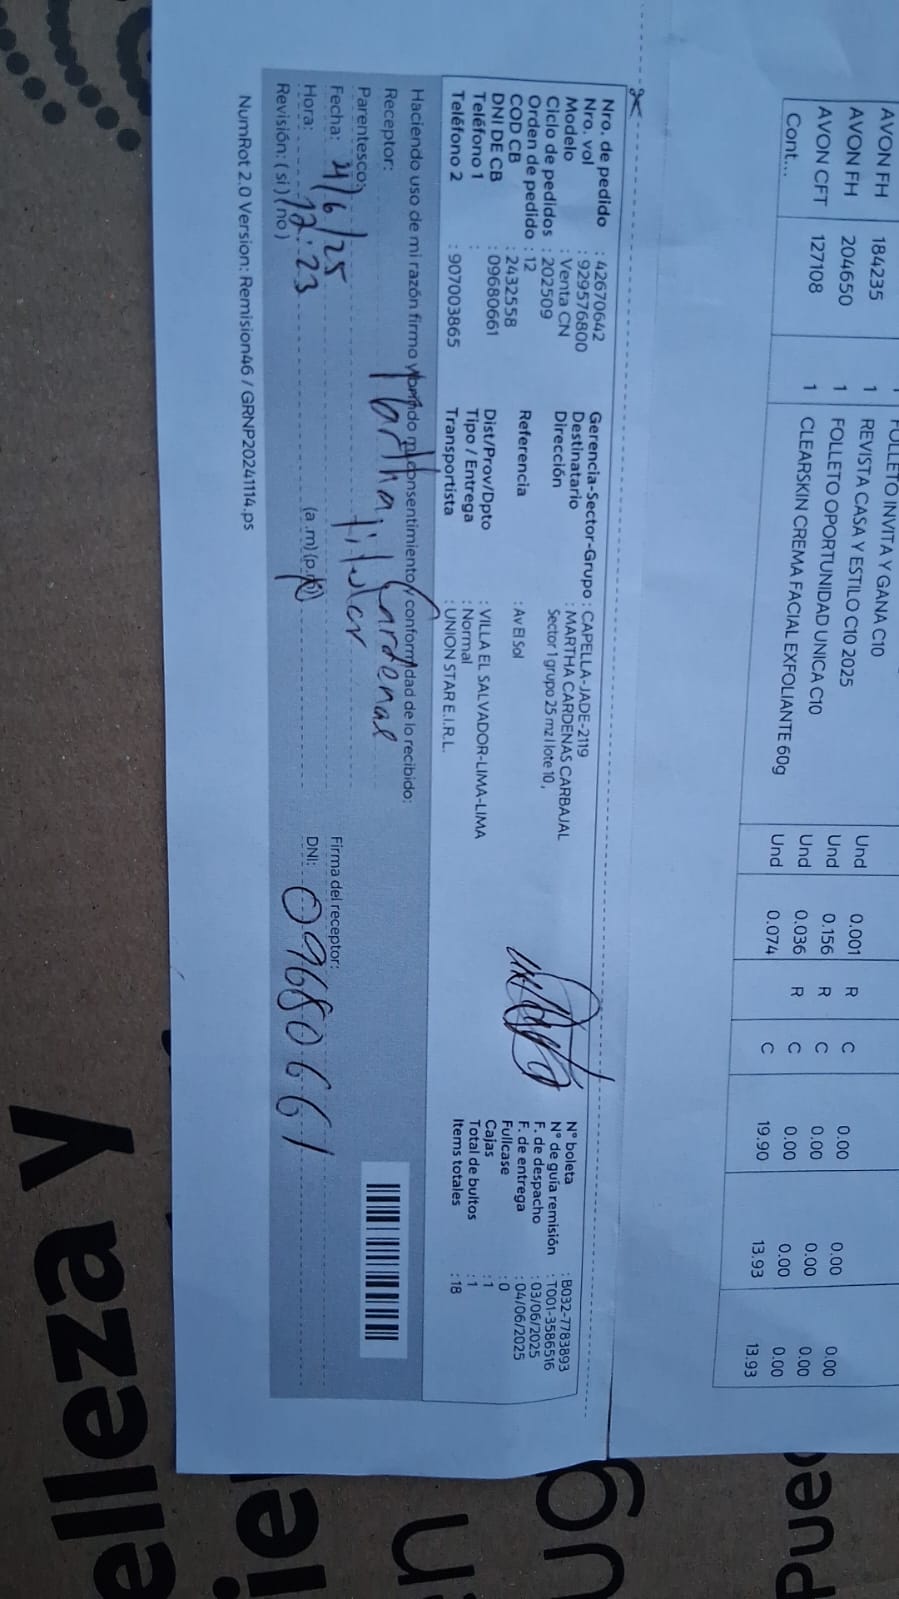 FOLLETO INVITA Y GANA C10
AVON FH 184235 1 REVISTA CASA Y ESTILO C10 2025 Und 0.001 R C 0.00 0.00 0.00
AVON FH 204650 1 FOLLETO OPORTUNIDAD UNICA C10 Und 0.156 R C 0.00 0.00 0.00
AVON CFT 127108 1 CLEARSKIN CREMA FACIAL EXFOLIANTE 60g Und 0.036 R C 0.00 0.00 0.00
Cont... Und 0.074 C 19.90 13.93 13.93
Nro. de pedido : 42670642
Nro. vol : 929576800
Modelo : Venta CN
Ciclo de pedidos : 202509
Orden de pedido : 12
COD CB : 2432558
DNI DE CB : 09680661
Teléfono 1 :
Teléfono 2 : 907003865
Gerencia-Sector-Grupo : CAPELLA-JADE-2119
Destinatario : MARTHA CARDENAS CARBAJAL
Dirección Sector 1 grupo 25 mz I lote 10,
Referencia : Av El Sol
Dist/Prov/Dpto : VILLA EL SALVADOR-LIMA-LIMA
Tipo / Entrega : Normal
Transportista : UNION STAR E.I.R.L.
N° boleta : B032-7783893
N° de guía remisión : T001-3586516
F. de despacho : 03/06/2025
F. de entrega : 04/06/2025
Fullcase : 0
Cajas : 1
Total de bultos : 1
Items totales : 18
Haciendo uso de mi razón firmo y brindo mi consentimiento y conformidad de lo recibido:
Receptor: Martha Cardenas
Parentesco: titular
Fecha: 4/6/25
Hora: 12:23 (a.m) (p.m)
Revisión: (si) (no)
Firma del receptor:
DNI: 09680661
NumRot 2.0 Version: Remision46 / GRNP20241114.ps
elleza y